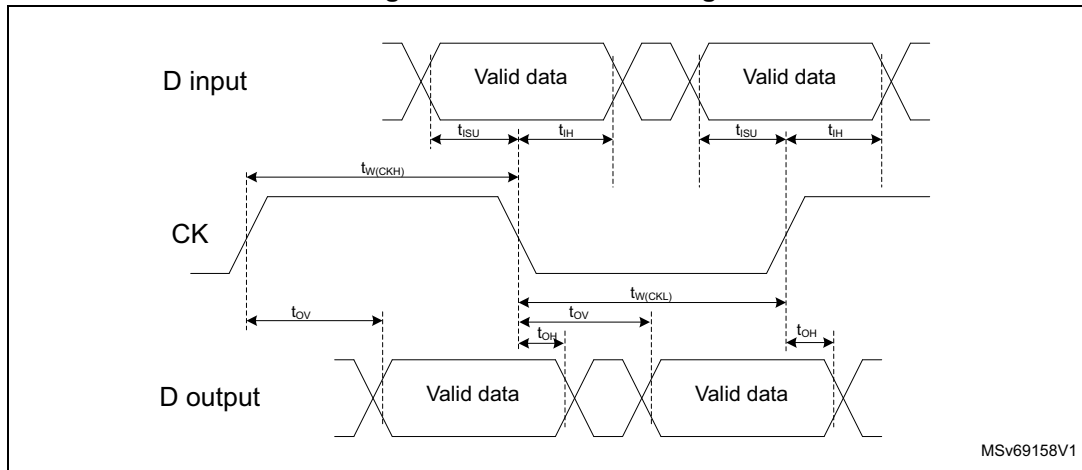 D input
Valid data
Valid data
tISU
tIH
tISU
tIH
tW(CKH)
CK
tW(CKL)
tOV
tOV
tOH
tOH
D output
Valid data
Valid data
MSv69158V1